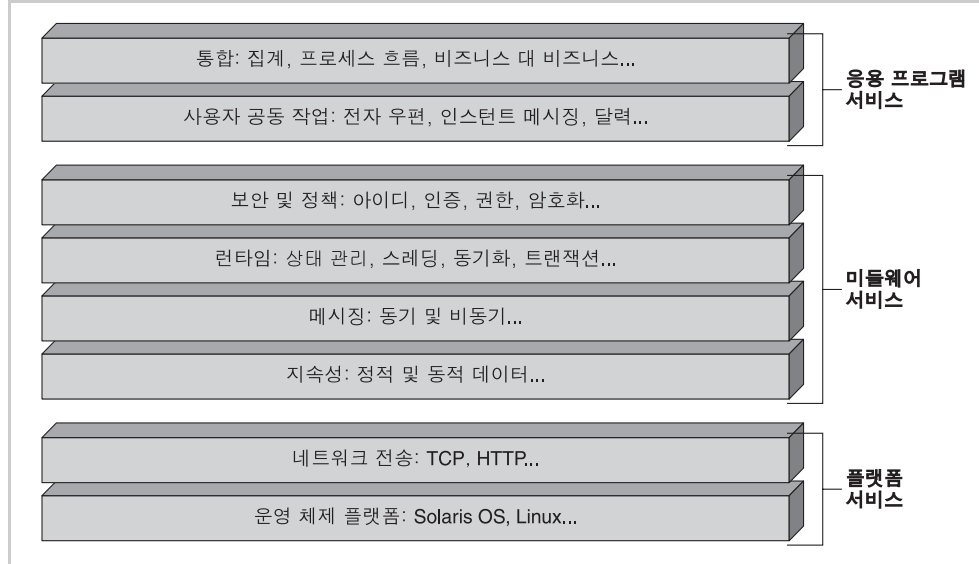 통합: 집계, 프로세스 흐름, 비즈니스 대 비즈니스...
사용자 공동 작업: 전자 우편, 인스턴트 메시징, 달력...
응용 프로그램
서비스
보안 및 정책: 아이디, 인증, 권한, 암호화...
런타임: 상태 관리, 스레딩, 동기화, 트랜잭션...
메시징: 동기 및 비동기...
지속성: 정적 및 동적 데이터...
미들웨어
서비스
네트워크 전송: TCP, HTTP...
운영 체제 플랫폼: Solaris OS, Linux...
플랫폼
서비스